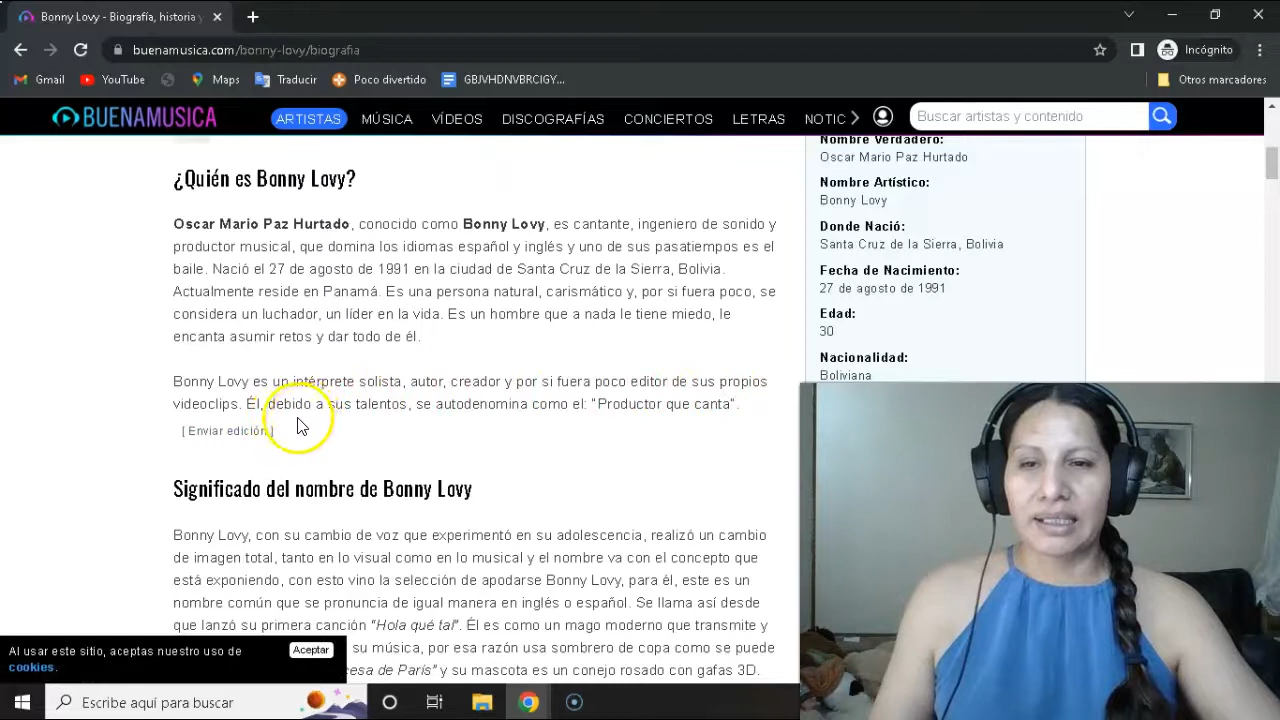 Bonny Lovy - Biografía, historia y
buenamusica.com/bonny-lovy/biografia
Incógnito
Gmail
YouTube
Maps
Traducir
Poco divertido
GBJVHDNVBRCIGY...
Otros marcadores
BUENAMUSICA
ARTISTAS
MÚSICA
VÍDEOS
DISCOGRAFÍAS
CONCIERTOS
LETRAS
NOTIC
Buscar artistas y contenido
¿Quién es Bonny Lovy?
Oscar Mario Paz Hurtado, conocido como Bonny Lovy, es cantante, ingeniero de sonido y
productor musical, que domina los idiomas español y inglés y uno de sus pasatiempos es el
baile. Nació el 27 de agosto de 1991 en la ciudad de Santa Cruz de la Sierra, Bolivia.
Actualmente reside en Panamá. Es una persona natural, carismático y, por si fuera poco, se
considera un luchador, un líder en la vida. Es un hombre que a nada le tiene miedo, le
encanta asumir retos y dar todo de él.
Bonny Lovy es un intérprete solista, autor, creador y por si fuera poco editor de sus propios
videoclips. Él, debido a sus talentos, se autodenomina como el: "Productor que canta".
[ Enviar edición ]
Significado del nombre de Bonny Lovy
Bonny Lovy, con su cambio de voz que experimentó en su adolescencia, realizó un cambio
de imagen total, tanto en lo visual como en lo musical y el nombre va con el concepto que
está exponiendo, con esto vino la selección de apodarse Bonny Lovy, para él, este es un
nombre común que se pronuncia de igual manera en inglés o español. Se llama así desde
que lanzó su primera canción "Hola qué tal". Él es como un mago moderno que transmite y
su música, por esa razón usa sombrero de copa como se puede
cesa de París" y su mascota es un conejo rosado con gafas 3D.
Nombre Verdadero:
Oscar Mario Paz Hurtado
Nombre Artístico:
Bonny Lovy
Donde Nació:
Santa Cruz de la Sierra, Bolivia
Fecha de Nacimiento:
27 de agosto de 1991
Edad:
30
Nacionalidad:
Boliviana
Al usar este sitio, aceptas nuestro uso de
cookies.
Aceptar
Escribe aquí para buscar